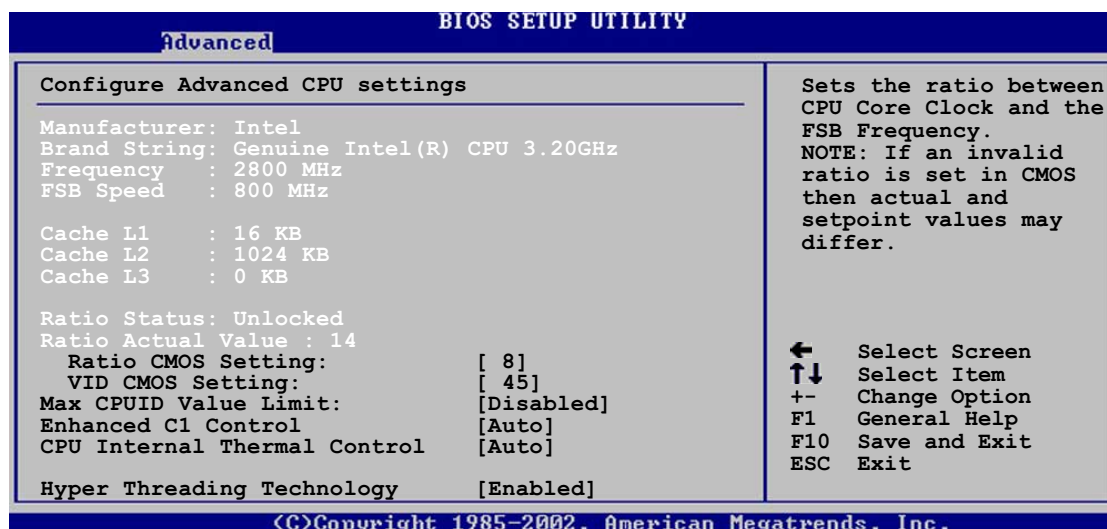 BIOS SETUP UTILITY
Advanced
Configure Advanced CPU settings
Manufacturer: Intel
Brand String: Genuine Intel(R) CPU 3.20GHz
Frequency : 2800 MHz
FSB Speed : 800 MHz
Cache L1 : 16 KB
Cache L2 : 1024 KB
Cache L3 : 0 KB
Ratio Status: Unlocked
Ratio Actual Value : 14
Ratio CMOS Setting: [ 8]
VID CMOS Setting: [ 45]
Max CPUID Value Limit: [Disabled]
Enhanced C1 Control [Auto]
CPU Internal Thermal Control [Auto]
Hyper Threading Technology [Enabled]
Sets the ratio between
CPU Core Clock and the
FSB Frequency.
NOTE: If an invalid
ratio is set in CMOS
then actual and
setpoint values may
differ.
← Select Screen
↑↓ Select Item
+- Change Option
F1 General Help
F10 Save and Exit
ESC Exit
(C)Copyright 1985-2002, American Megatrends, Inc.